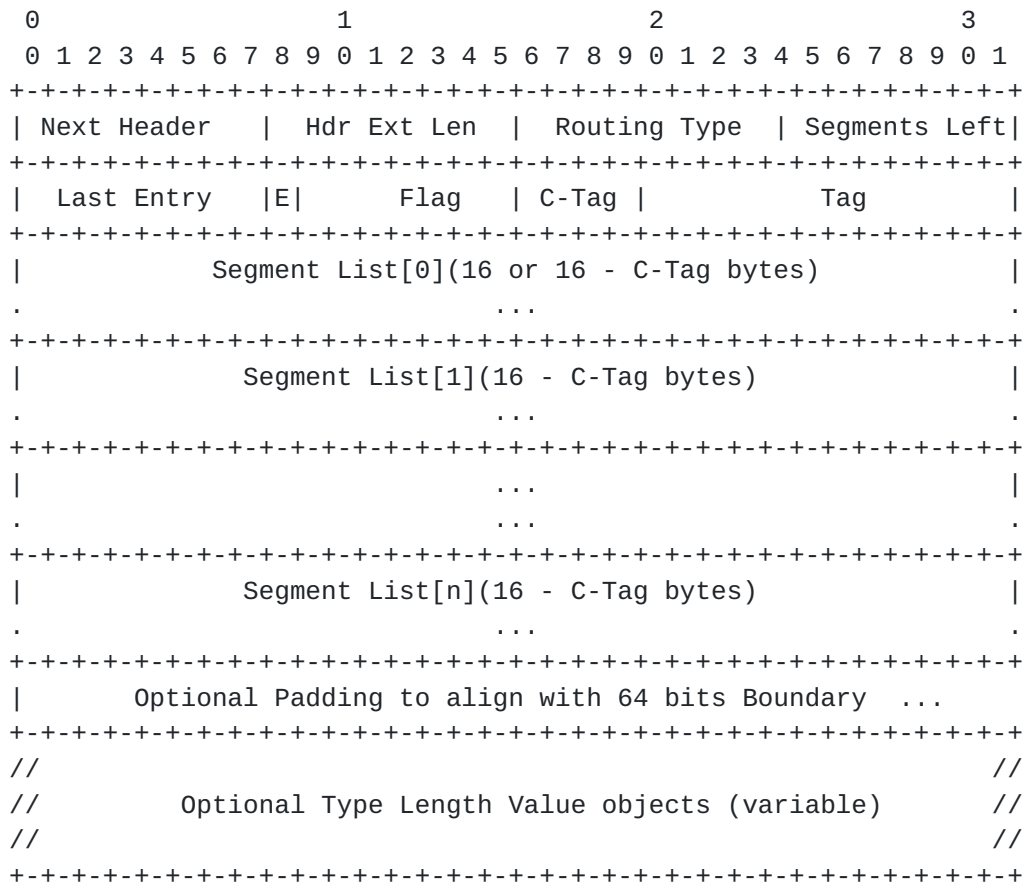 0                   1                   2                   3
 0 1 2 3 4 5 6 7 8 9 0 1 2 3 4 5 6 7 8 9 0 1 2 3 4 5 6 7 8 9 0 1
+-+-+-+-+-+-+-+-+-+-+-+-+-+-+-+-+-+-+-+-+-+-+-+-+-+-+-+-+-+-+-+-+
| Next Header   |  Hdr Ext Len  |  Routing Type  | Segments Left|
+-+-+-+-+-+-+-+-+-+-+-+-+-+-+-+-+-+-+-+-+-+-+-+-+-+-+-+-+-+-+-+-+
|  Last Entry   |E|      Flag   | C-Tag |           Tag         |
+-+-+-+-+-+-+-+-+-+-+-+-+-+-+-+-+-+-+-+-+-+-+-+-+-+-+-+-+-+-+-+-+
|            Segment List[0](16 or 16 - C-Tag bytes)            |
.                              ...                              .
+-+-+-+-+-+-+-+-+-+-+-+-+-+-+-+-+-+-+-+-+-+-+-+-+-+-+-+-+-+-+-+-+
|              Segment List[1](16 - C-Tag bytes)                |
.                              ...                              .
+-+-+-+-+-+-+-+-+-+-+-+-+-+-+-+-+-+-+-+-+-+-+-+-+-+-+-+-+-+-+-+-+
|                              ...                              |
.                              ...                              .
+-+-+-+-+-+-+-+-+-+-+-+-+-+-+-+-+-+-+-+-+-+-+-+-+-+-+-+-+-+-+-+-+
|              Segment List[n](16 - C-Tag bytes)                |
.                              ...                              .
+-+-+-+-+-+-+-+-+-+-+-+-+-+-+-+-+-+-+-+-+-+-+-+-+-+-+-+-+-+-+-+-+
|       Optional Padding to align with 64 bits Boundary  ...
+-+-+-+-+-+-+-+-+-+-+-+-+-+-+-+-+-+-+-+-+-+-+-+-+-+-+-+-+-+-+-+-+
//                                                             //
//         Optional Type Length Value objects (variable)       //
//                                                             //
+-+-+-+-+-+-+-+-+-+-+-+-+-+-+-+-+-+-+-+-+-+-+-+-+-+-+-+-+-+-+-+-+